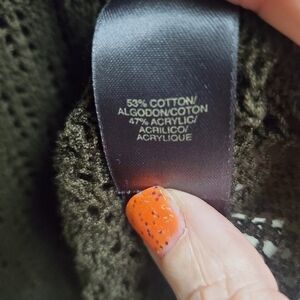 53% COTTON/
ALGODON/COTON
47% ACRYLIC/
ACRILICO/
ACRYLIQUE